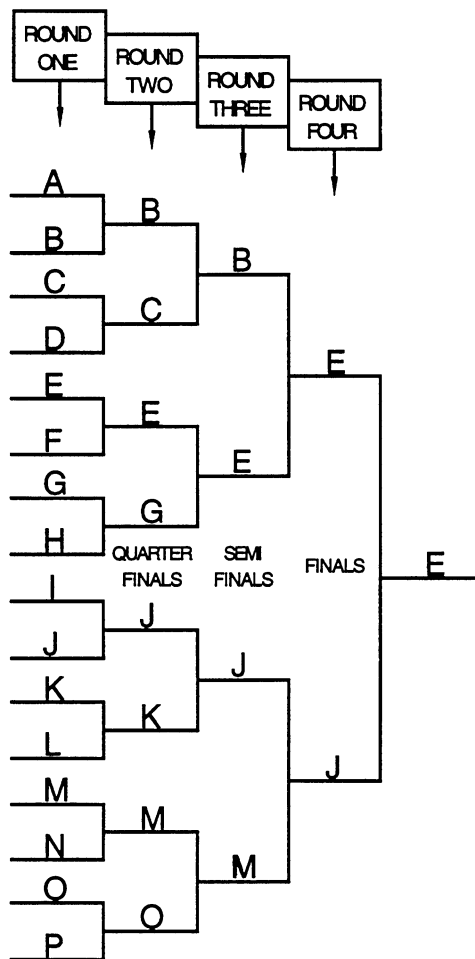 ROUND
ONE
ROUND
TWO
ROUND
THREE
ROUND
FOUR
A
B
B
B
C
C
D
E
E
E
F
E
G
G
H
QUARTER
FINALS
SEMI
FINALS
FINALS
E
I
J
J
J
K
K
L
J
M
M
N
M
O
O
P